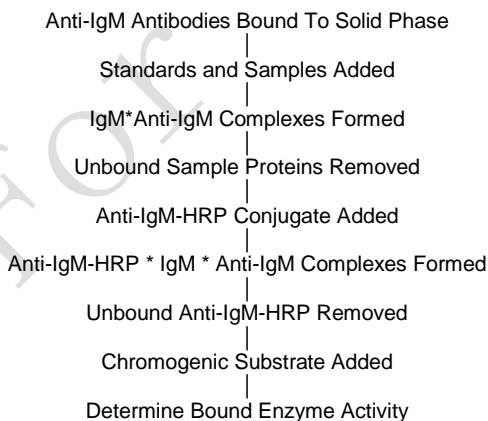 Anti-IgM Antibodies Bound To Solid Phase
Standards and Samples Added
IgM*Anti-IgM Complexes Formed
Unbound Sample Proteins Removed
Anti-IgM-HRP Conjugate Added
Anti-IgM-HRP * IgM * Anti-IgM Complexes Formed
Unbound Anti-IgM-HRP Removed
Chromogenic Substrate Added
Determine Bound Enzyme Activity
For